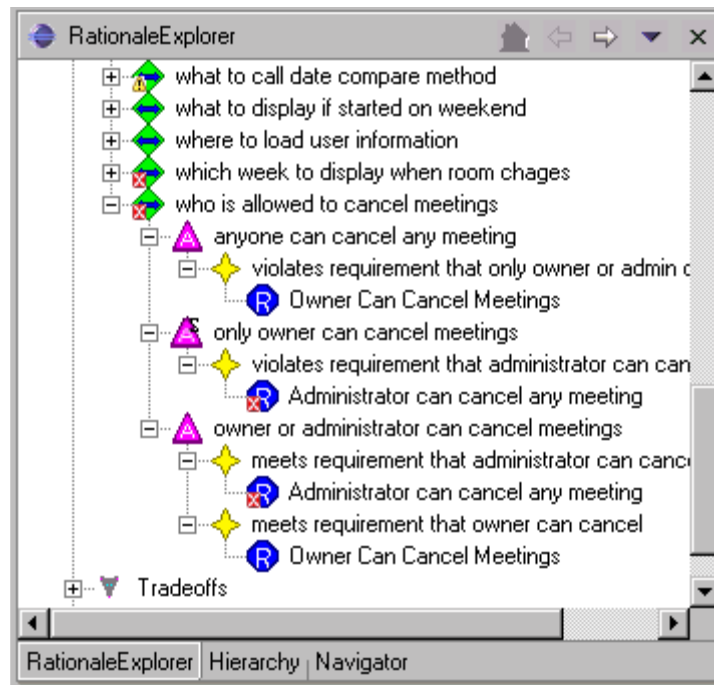 RationaleExplorer
what to call date compare method
what to display if started on weekend
where to load user information
which week to display when room chages
who is allowed to cancel meetings
A anyone can cancel any meeting
violates requirement that only owner or admin c
R Owner Can Cancel Meetings
A S only owner can cancel meetings
violates requirement that administrator can can
R Administrator can cancel any meeting
A owner or administrator can cancel meetings
meets requirement that administrator can canc
R Administrator can cancel any meeting
meets requirement that owner can cancel
R Owner Can Cancel Meetings
Tradeoffs
RationaleExplorer Hierarchy Navigator